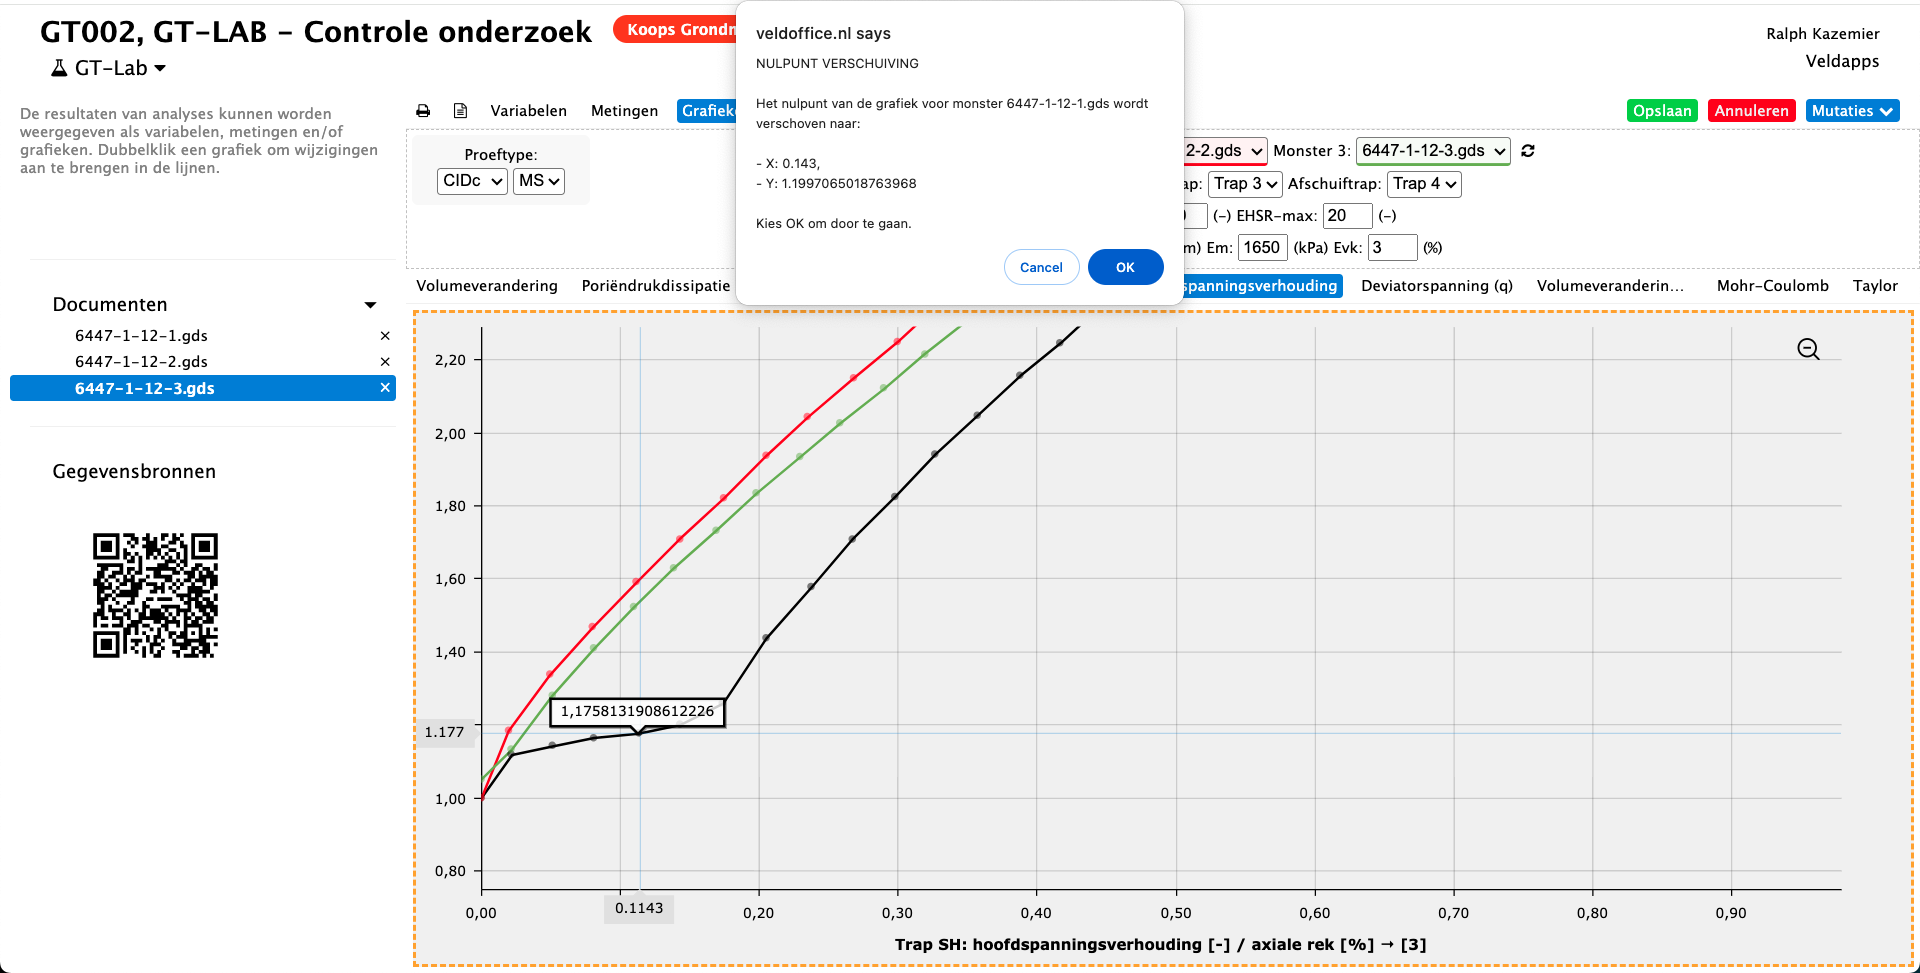 GT002, GT-LAB - Controle onderzoek
Koops Grondm
GT-Lab
Ralph Kazemier
Veldapps
De resultaten van analyses kunnen worden
weergegeven als variabelen, metingen en/of
grafieken. Dubbelklik een grafiek om wijzigingen
aan te brengen in de lijnen.
Documenten
6447-1-12-1.gds ×
6447-1-12-2.gds ×
6447-1-12-3.gds ×
Gegevensbronnen
Variabelen Metingen Grafieke
Opslaan Annuleren Mutaties
Proeftype:
CIDc MS
veldoffice.nl says
NULPUNT VERSCHUIVING
Het nulpunt van de grafiek voor monster 6447-1-12-1.gds wordt
verschoven naar:
- X: 0.143,
- Y: 1.1997065018763968
Kies OK om door te gaan.
Cancel OK
2-2.gds Monster 3: 6447-1-12-3.gds
ap: Trap 3 Afschuiftrap: Trap 4
(-) EHSR-max: 20 (-)
m) Em: 1650 (kPa) Evk: 3 (%)
Volumeverandering Poriëndrukdissipatie spanningsverhouding Deviatorspanning (q) Volumeveranderin... Mohr-Coulomb Taylor
2,20
2,00
1,80
1,60
1,40
1,1758131908612226
1.177
1,00
0,80
0,00 0.1143 0,20 0,30 0,40 0,50 0,60 0,70 0,80 0,90
Trap SH: hoofdspanningsverhouding [-] / axiale rek [%] → [3]